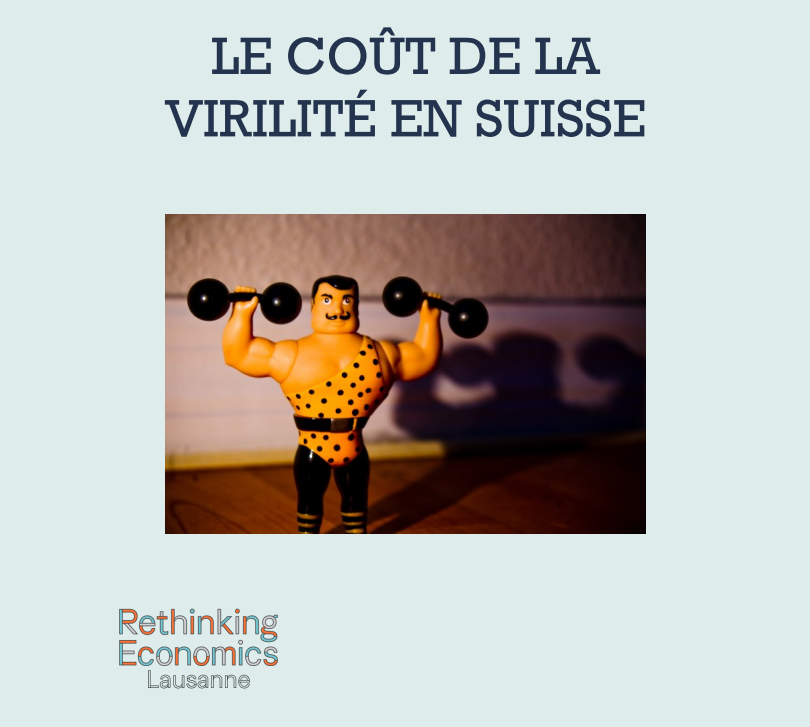 LE COÛT DE LA
VIRILITÉ EN SUISSE
Rethinking
Economics
Lausanne